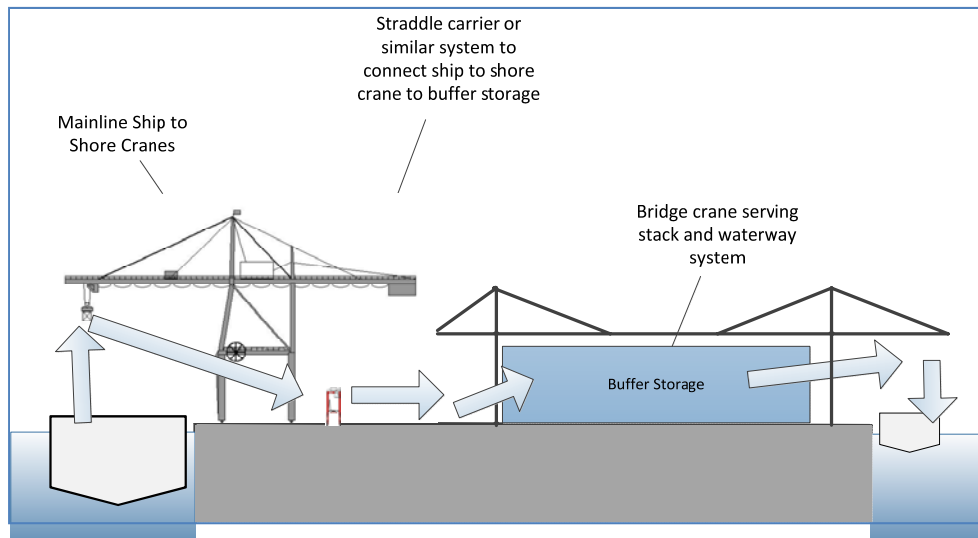 Straddle carrier or
similar system to
connect ship to shore
crane to buffer storage
Mainline Ship to
Shore Cranes
Bridge crane serving
stack and waterway
system
Buffer Storage